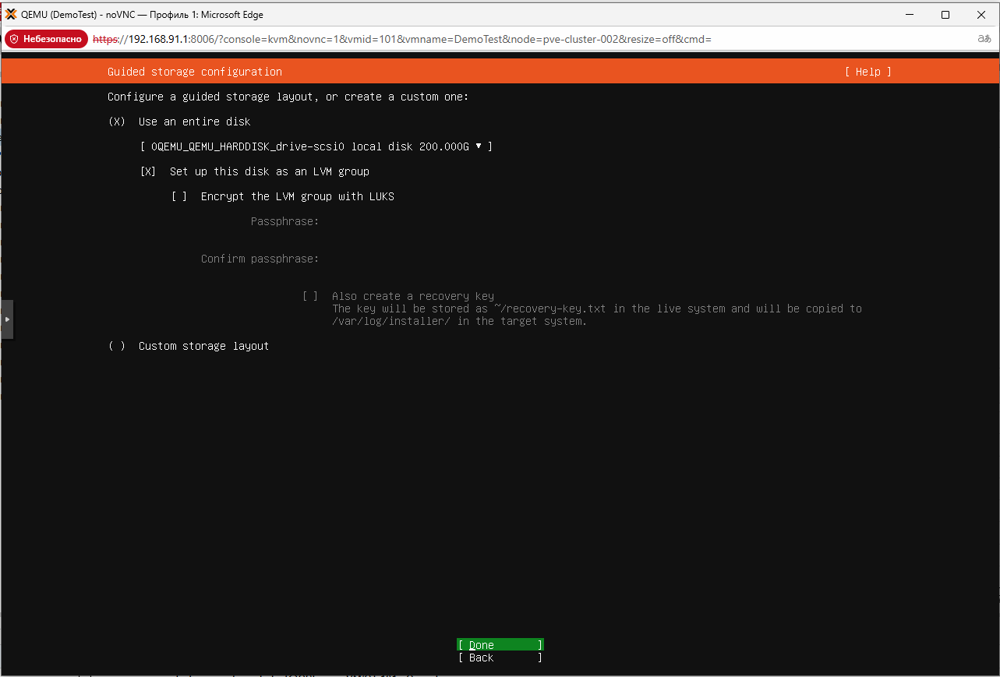 QEMU (DemoTest) - noVNC — Профиль 1: Microsoft Edge
Небезопасно https://192.168.91.1:8006/?console=kvm&novnc=1&vmid=101&vmname=DemoTest&node=pve-cluster-002&resize=off&cmd= aあ
Guided storage configuration [ Help ]
Configure a guided storage layout, or create a custom one:
(X) Use an entire disk
[ 0QEMU_QEMU_HARDDISK_drive-scsi0 local disk 200.000G ▾ ]
[X] Set up this disk as an LVM group
[ ] Encrypt the LVM group with LUKS
Passphrase:
Confirm passphrase:
[ ] Also create a recovery key
The key will be stored as ~/recovery-key.txt in the live system and will be copied to
/var/log/installer/ in the target system.
( ) Custom storage layout
[ Done ]
[ Back ]